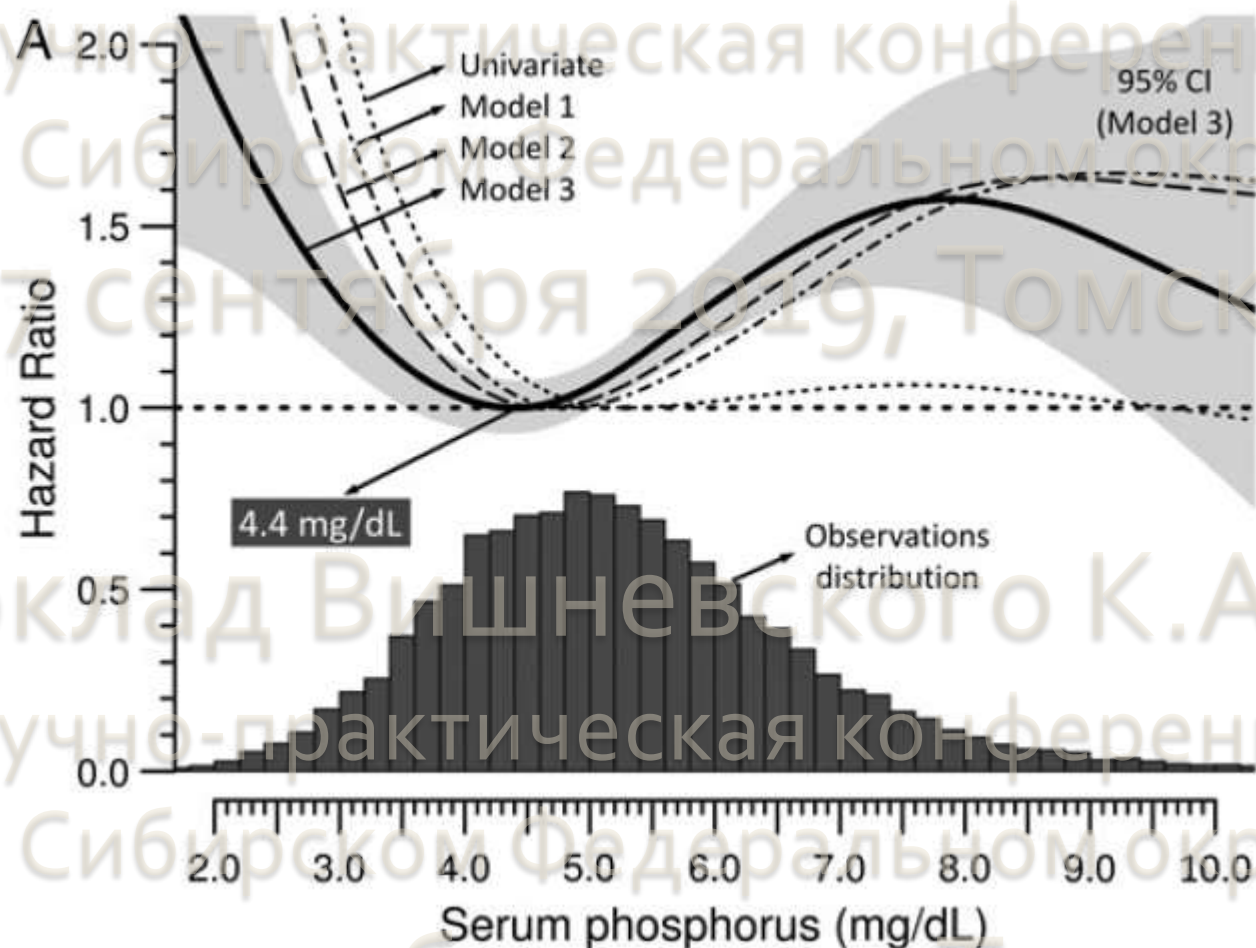 A
учно-практическая конферен
Сибирском Федеральном окр
7 сентября 2019, Томск
оклад Вишневского К.А
учно-практическая конферен
Сибирском Федеральном окр
2.0
1.5
1.0
0.5
0.0
Hazard Ratio
Univariate
Model 1
Model 2
Model 3
95% CI
(Model 3)
4.4 mg/dL
Observations
distribution
2.0 3.0 4.0 5.0 6.0 7.0 8.0 9.0 10.0
Serum phosphorus (mg/dL)